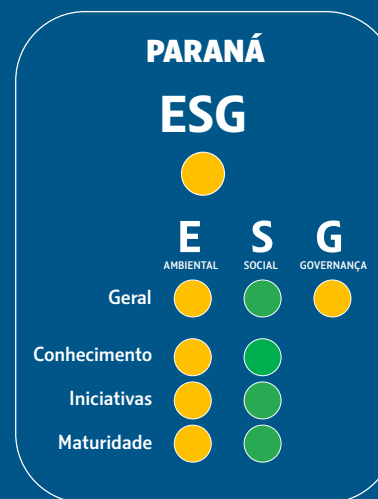 PARANÁ
ESG
E S G
AMBIENTAL SOCIAL GOVERNANÇA
Geral
Conhecimento
Iniciativas
Maturidade